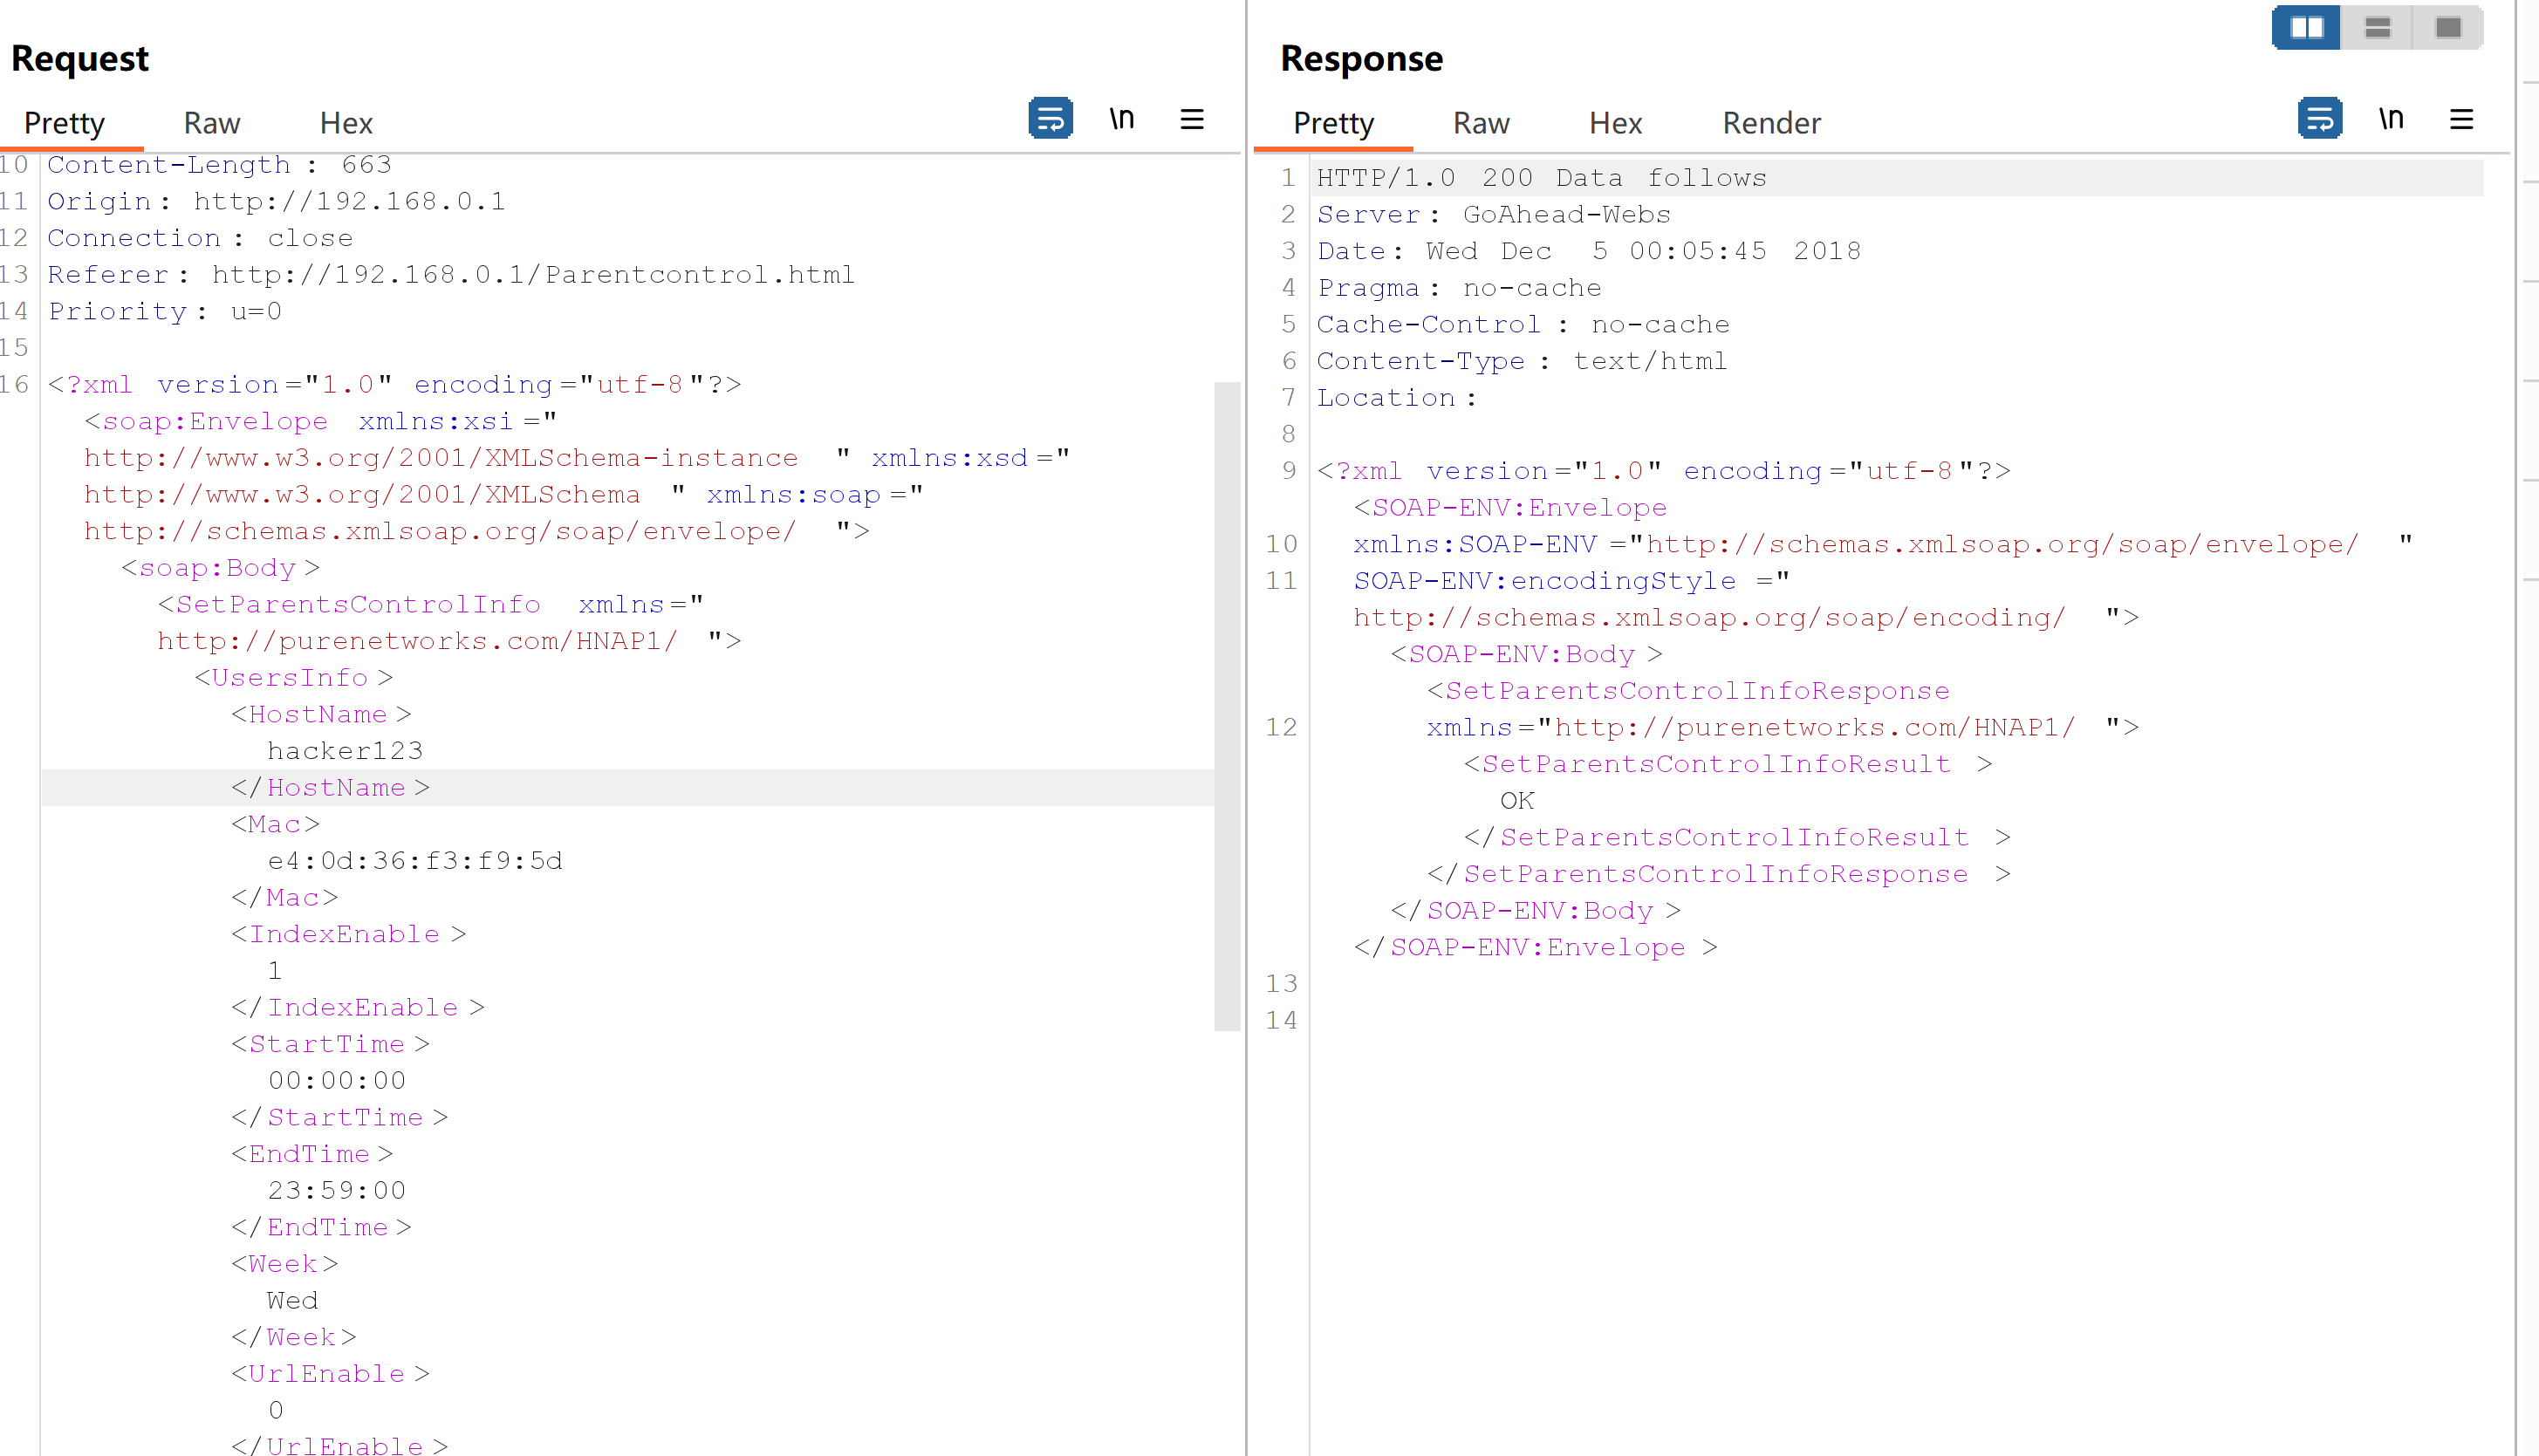 Request
Pretty Raw Hex \n
10 Content-Length : 663
11 Origin : http://192.168.0.1
12 Connection : close
13 Referer : http://192.168.0.1/Parentcontrol.html
14 Priority : u=0
15
16 <?xml version ="1.0" encoding ="utf-8"?>
<soap:Envelope xmlns:xsi ="
http://www.w3.org/2001/XMLSchema-instance " xmlns:xsd ="
http://www.w3.org/2001/XMLSchema " xmlns:soap ="
http://schemas.xmlsoap.org/soap/envelope/ ">
<soap:Body >
<SetParentsControlInfo xmlns ="
http://purenetworks.com/HNAP1/ ">
<UsersInfo >
<HostName >
hacker123
</HostName >
<Mac>
e4:0d:36:f3:f9:5d
</Mac>
<IndexEnable >
1
</IndexEnable >
<StartTime >
00:00:00
</StartTime >
<EndTime >
23:59:00
</EndTime >
<Week>
Wed
</Week>
<UrlEnable >
0
</UrlEnable >
Response
Pretty Raw Hex Render \n
1 HTTP/1.0 200 Data follows
2 Server : GoAhead-Webs
3 Date : Wed Dec  5 00:05:45 2018
4 Pragma : no-cache
5 Cache-Control : no-cache
6 Content-Type : text/html
7 Location :
8
9 <?xml version ="1.0" encoding ="utf-8"?>
<SOAP-ENV:Envelope
10 xmlns:SOAP-ENV ="http://schemas.xmlsoap.org/soap/envelope/ "
11 SOAP-ENV:encodingStyle ="
http://schemas.xmlsoap.org/soap/encoding/ ">
<SOAP-ENV:Body >
<SetParentsControlInfoResponse
12 xmlns ="http://purenetworks.com/HNAP1/ ">
<SetParentsControlInfoResult >
OK
</SetParentsControlInfoResult >
</SetParentsControlInfoResponse >
</SOAP-ENV:Body >
</SOAP-ENV:Envelope >
13
14